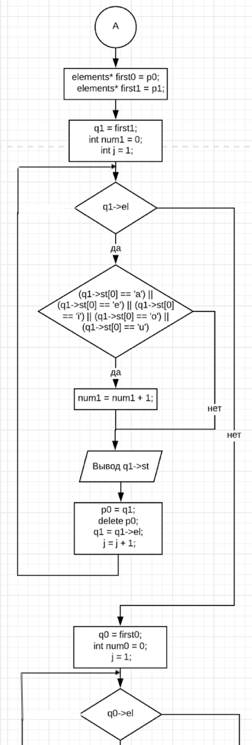 A
elements* first0 = p0;
elements* first1 = p1;
q1 = first1;
int num1 = 0;
int j = 1;
q1->el
да
(q1->st[0] == 'a') ||
(q1->st[0] == 'e') || (q1->st[0]
== 'i') || (q1->st[0] == 'o') ||
(q1->st[0] == 'u')
да
num1 = num1 + 1;
нет
нет
Вывод q1->st
p0 = q1;
delete p0;
q1 = q1->el;
j = j + 1;
q0 = first0;
int num0 = 0;
j = 1;
q0->el